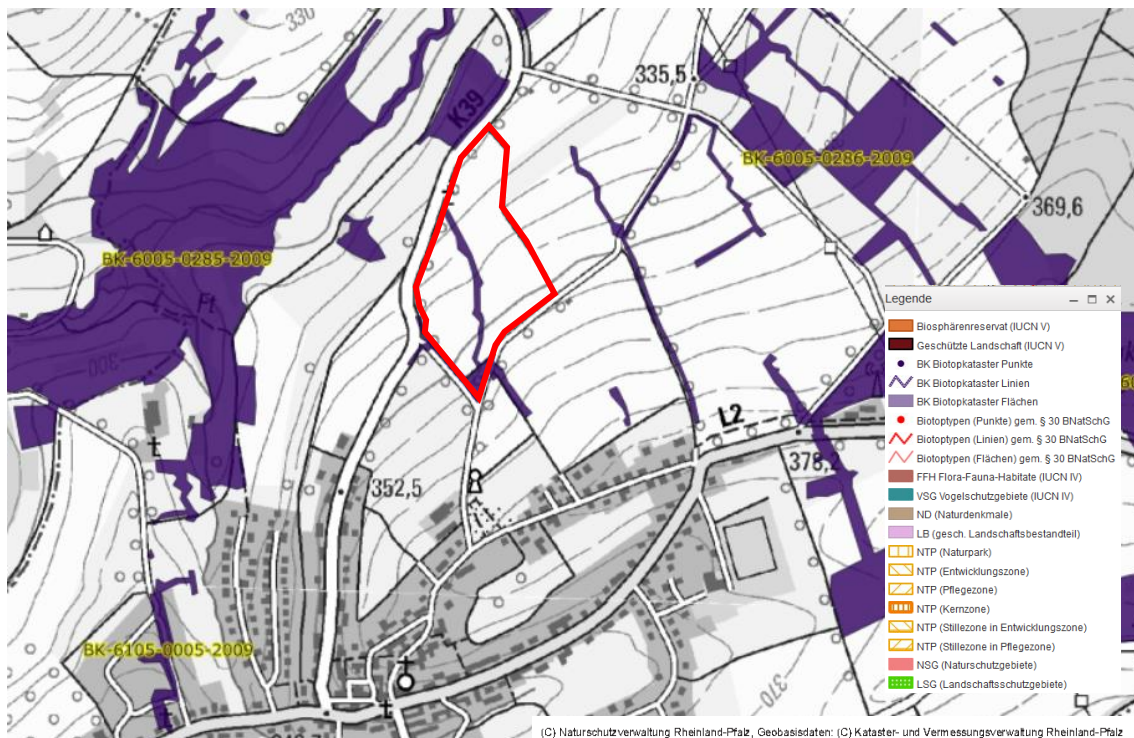 330
K39
335,5
BK-6005-0286-2009
369,6
BK-6005-0285-2009
Ft
300
Legende
Biosphärenreservat (IUCN V)
Geschützte Landschaft (IUCN V)
BK Biotopkataster Punkte
BK Biotopkataster Linien
BK Biotopkataster Flächen
Biotoptypen (Punkte) gem. § 30 BNatSchG
Biotoptypen (Linien) gem. § 30 BNatSchG
Biotoptypen (Flächen) gem. § 30 BNatSchG
FFH Flora-Fauna-Habitate (IUCN IV)
VSG Vogelschutzgebiete (IUCN IV)
ND (Naturdenkmale)
LB (gesch. Landschaftsbestandteil)
NTP (Naturpark)
NTP (Entwicklungszone)
NTP (Pflegezone)
NTP (Kernzone)
NTP (Stillezone in Entwicklungszone)
NTP (Stillezone in Pflegezone)
NSG (Naturschutzgebiete)
LSG (Landschaftsschutzgebiete)
L2
378,2
352,5
BK-6105-0005-2009
370
(C) Naturschutzverwaltung Rheinland-Pfalz, Geobasisdaten: (C) Kataster- und Vermessungsverwaltung Rheinland-Pfalz